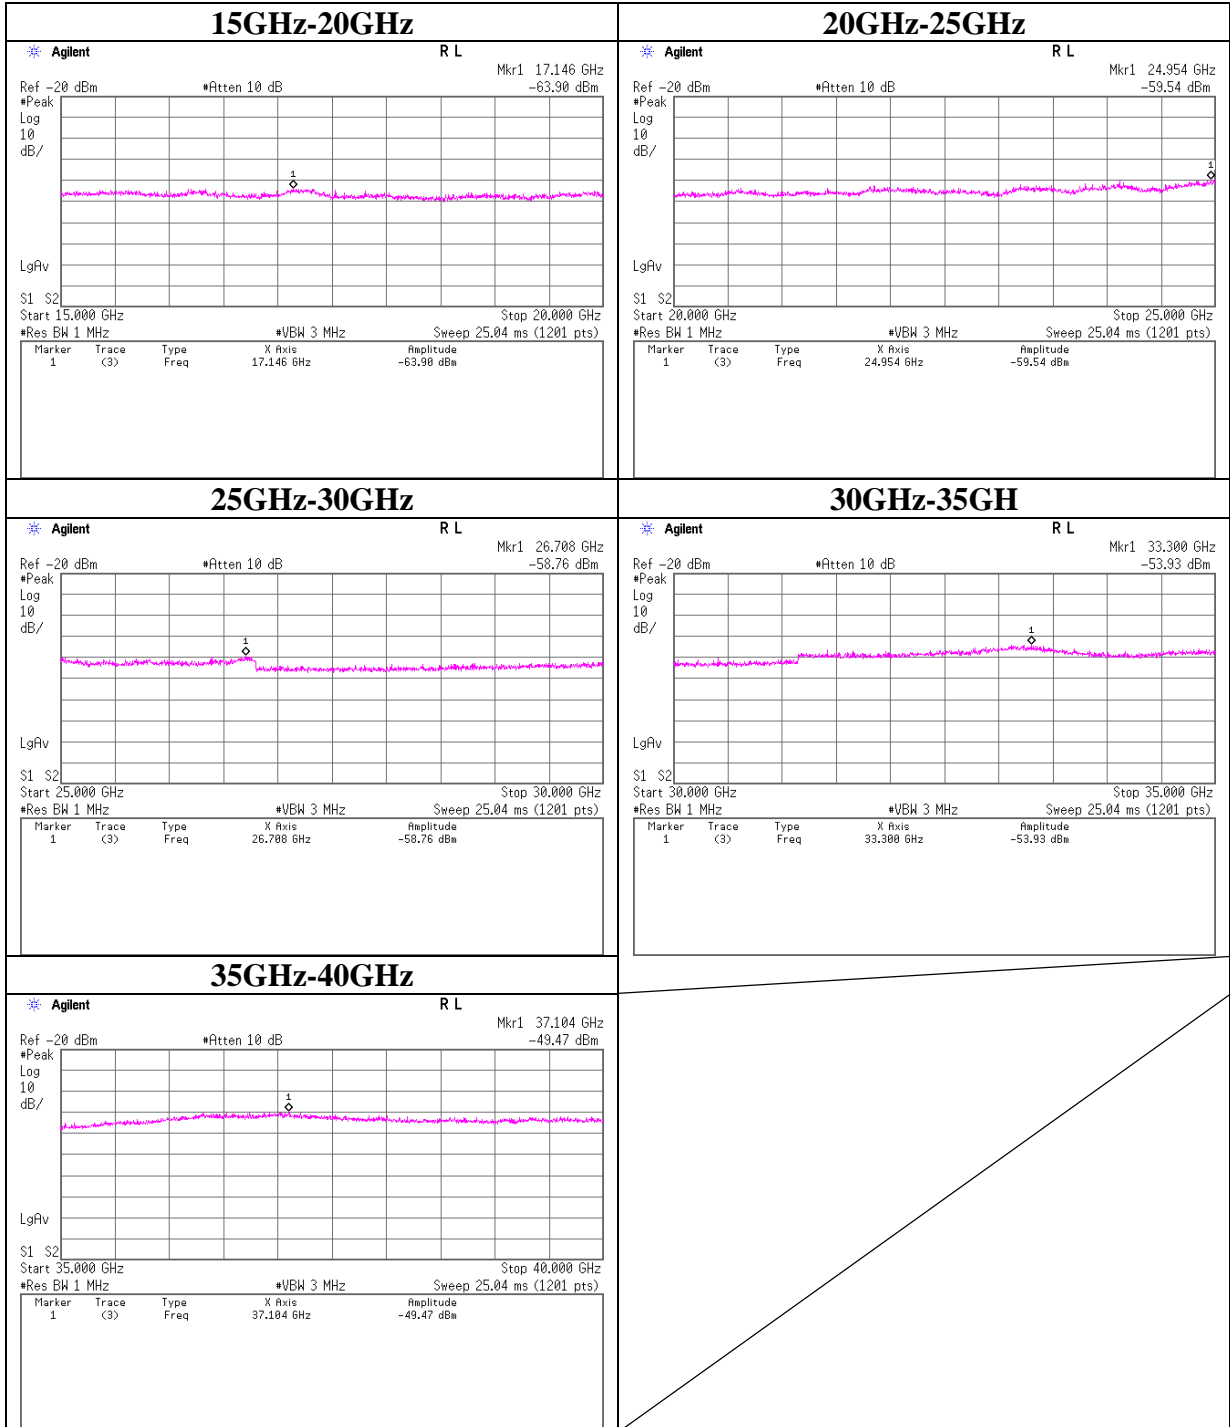 15GHz-20GHz
Agilent R L
Mkr1 17.146 GHz
Ref -20 dBm #Atten 10 dB -63.90 dBm
#Peak
Log
10
dB/
1
LgAv
S1 S2
Start 15.000 GHz Stop 20.000 GHz
#Res BW 1 MHz #VBW 3 MHz Sweep 25.04 ms (1201 pts)
Marker Trace Type X Axis Amplitude
1 (3) Freq 17.146 GHz -63.90 dBm
20GHz-25GHz
Agilent R L
Mkr1 24.954 GHz
Ref -20 dBm #Atten 10 dB -59.54 dBm
#Peak
Log
10
dB/
1
LgAv
S1 S2
Start 20.000 GHz Stop 25.000 GHz
#Res BW 1 MHz #VBW 3 MHz Sweep 25.04 ms (1201 pts)
Marker Trace Type X Axis Amplitude
1 (3) Freq 24.954 GHz -59.54 dBm
25GHz-30GHz
Agilent R L
Mkr1 26.708 GHz
Ref -20 dBm #Atten 10 dB -58.76 dBm
#Peak
Log
10
dB/
1
LgAv
S1 S2
Start 25.000 GHz Stop 30.000 GHz
#Res BW 1 MHz #VBW 3 MHz Sweep 25.04 ms (1201 pts)
Marker Trace Type X Axis Amplitude
1 (3) Freq 26.708 GHz -58.76 dBm
30GHz-35GH
Agilent R L
Mkr1 33.300 GHz
Ref -20 dBm #Atten 10 dB -53.93 dBm
#Peak
Log
10
dB/
1
LgAv
S1 S2
Start 30.000 GHz Stop 35.000 GHz
#Res BW 1 MHz #VBW 3 MHz Sweep 25.04 ms (1201 pts)
Marker Trace Type X Axis Amplitude
1 (3) Freq 33.300 GHz -53.93 dBm
35GHz-40GHz
Agilent R L
Mkr1 37.104 GHz
Ref -20 dBm #Atten 10 dB -49.47 dBm
#Peak
Log
10
dB/
1
LgAv
S1 S2
Start 35.000 GHz Stop 40.000 GHz
#Res BW 1 MHz #VBW 3 MHz Sweep 25.04 ms (1201 pts)
Marker Trace Type X Axis Amplitude
1 (3) Freq 37.104 GHz -49.47 dBm